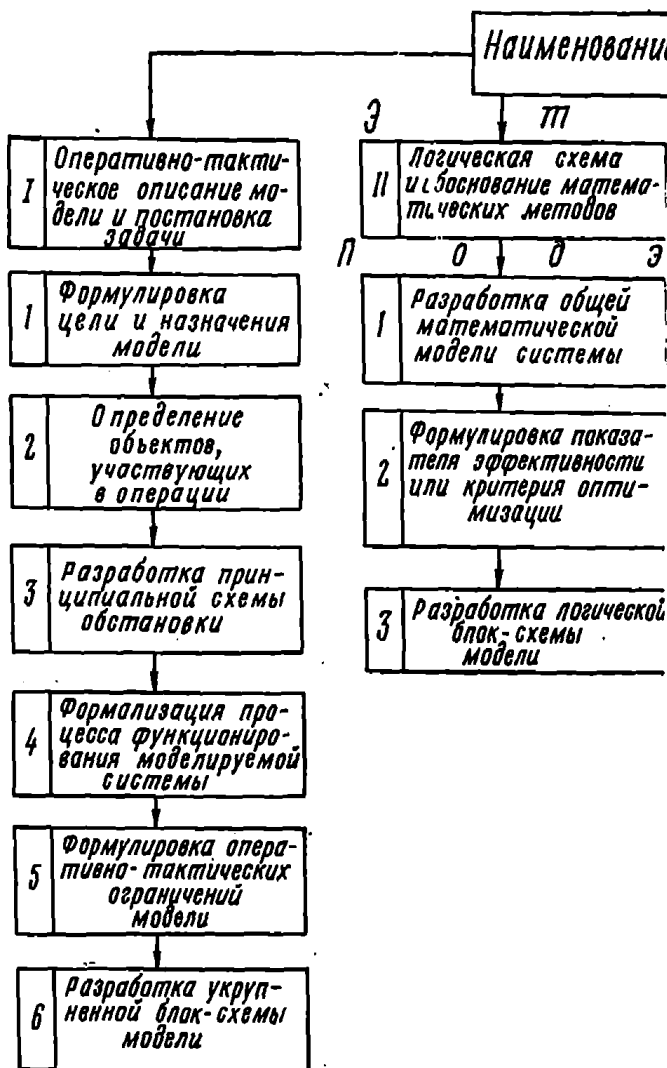 Наименование
Э т
I
Оперативно-такти-
ческое описание мо-
дели и постановка
задачи
1
Формулировка
цели и назначения
модели
2
Определение
объектов,
участвующих
в операции
3
Разработка прин-
ципиальной схемы
обстановки
4
Формализация про-
цесса функциониро-
вания моделируемой
системы
5
Формулировка опера-
тивно-тактических
ограничений
модели
6
Разработка укруп-
ненной блок-схемы
модели
II
Логическая схема
и обоснование матема-
тических методов
П о д э
1
Разработка общей
математической
модели системы
2
Формулировка показа-
теля эффективности
или критерия опти-
мизации
3
Разработка логической
блок-схемы
модели